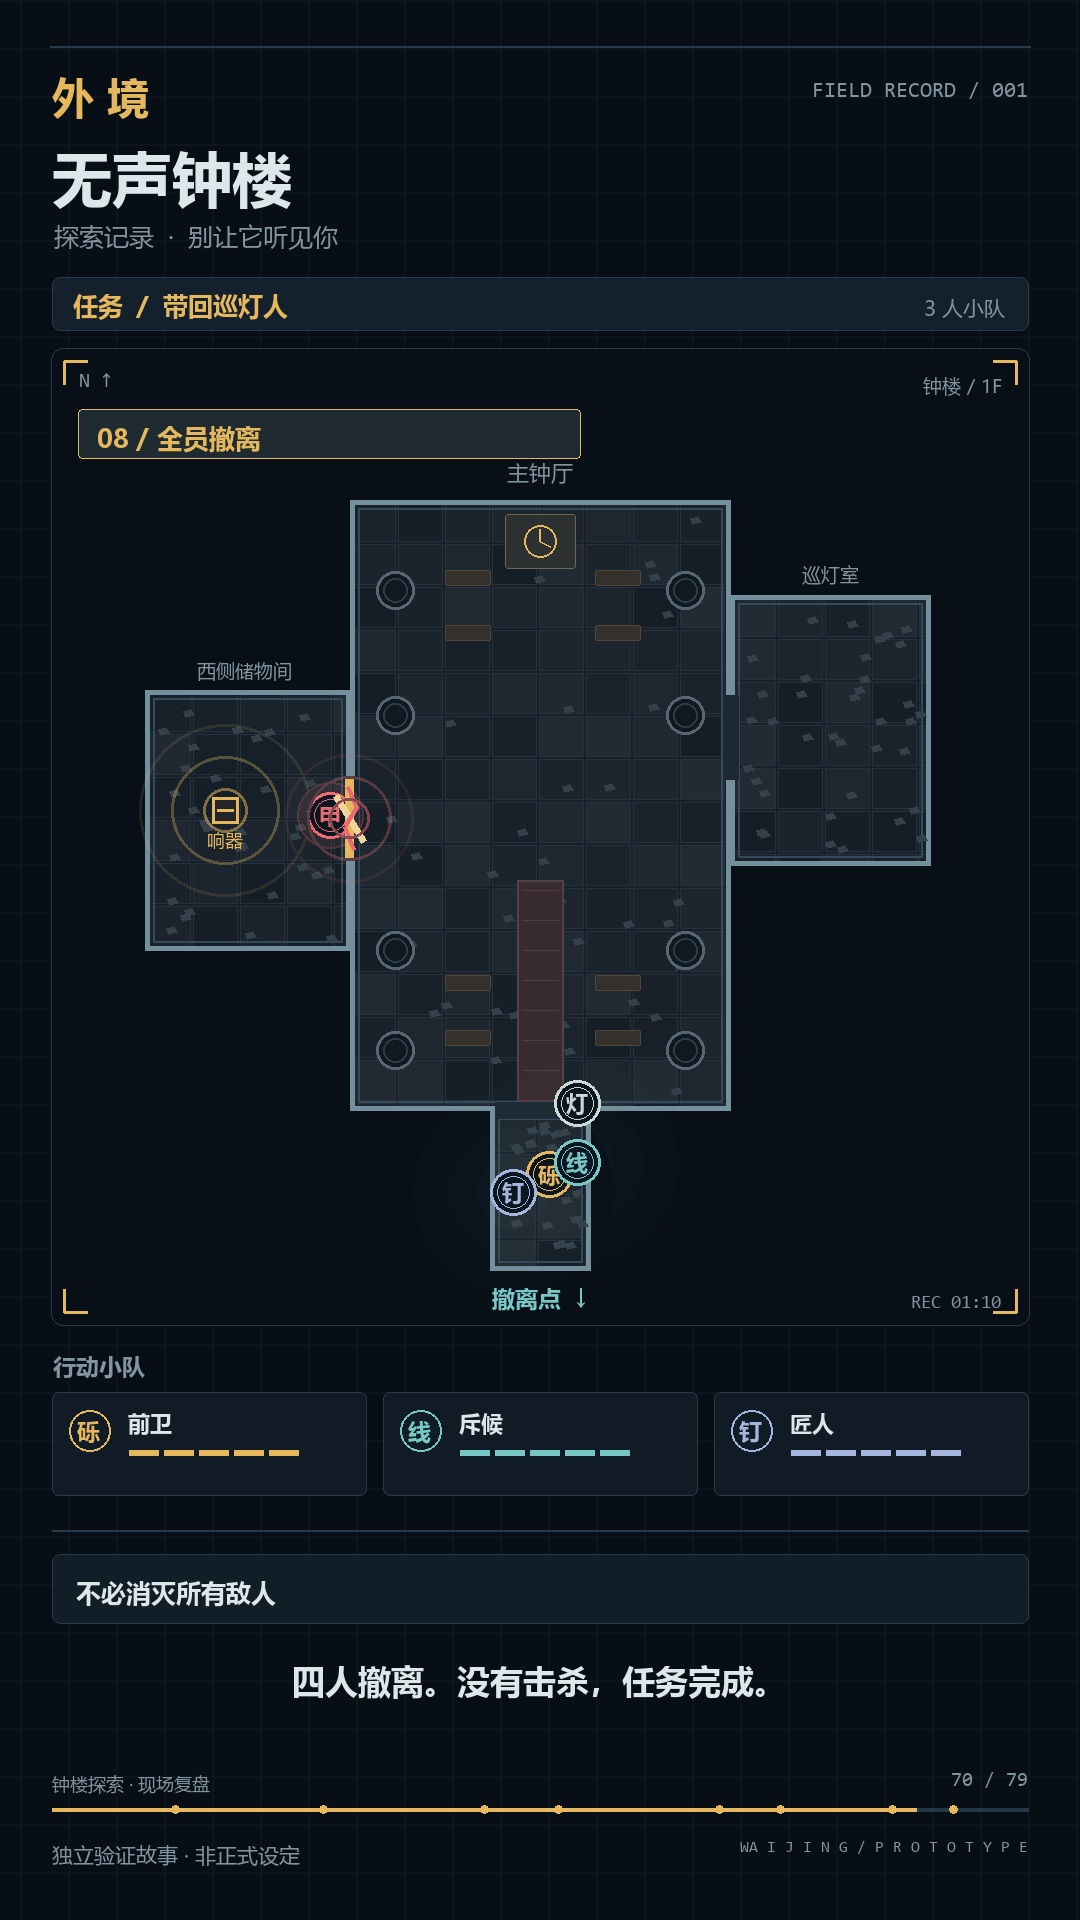 外境
FIELD RECORD / 001
无声钟楼
探索记录 · 别让它听见你
任务 / 带回巡灯人
3 人小队
N ↑
钟楼 / 1F
08 / 全员撤离
主钟厅
巡灯室
西侧储物间
甲
响器
灯
线
砾
钉
撤离点 ↓
REC 01:10
行动小队
砾 前卫
线 斥候
钉 匠人
不必消灭所有敌人
四人撤离。没有击杀，任务完成。
钟楼探索 · 现场复盘
70 / 79
独立验证故事 · 非正式设定
WAIJING/PROTOTYPE